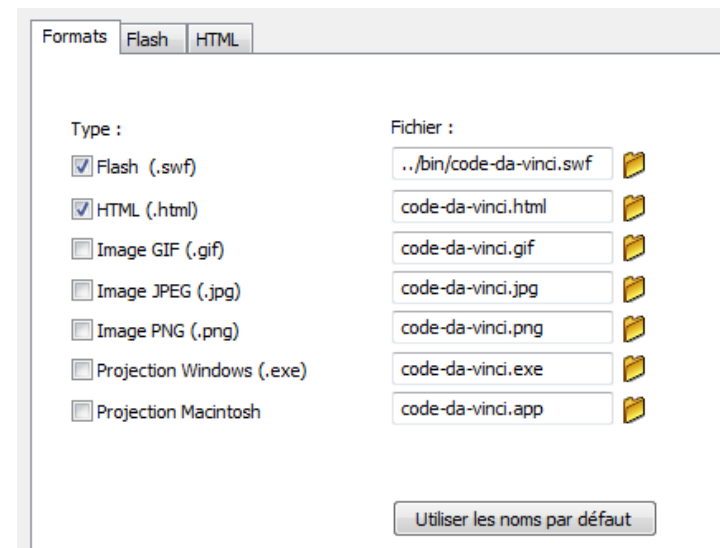 Formats Flash HTML
Type : Fichier :
Flash (.swf) ../bin/code-da-vinci.swf
HTML (.html) code-da-vinci.html
Image GIF (.gif) code-da-vinci.gif
Image JPEG (.jpg) code-da-vinci.jpg
Image PNG (.png) code-da-vinci.png
Projection Windows (.exe) code-da-vinci.exe
Projection Macintosh code-da-vinci.app
Utiliser les noms par défaut